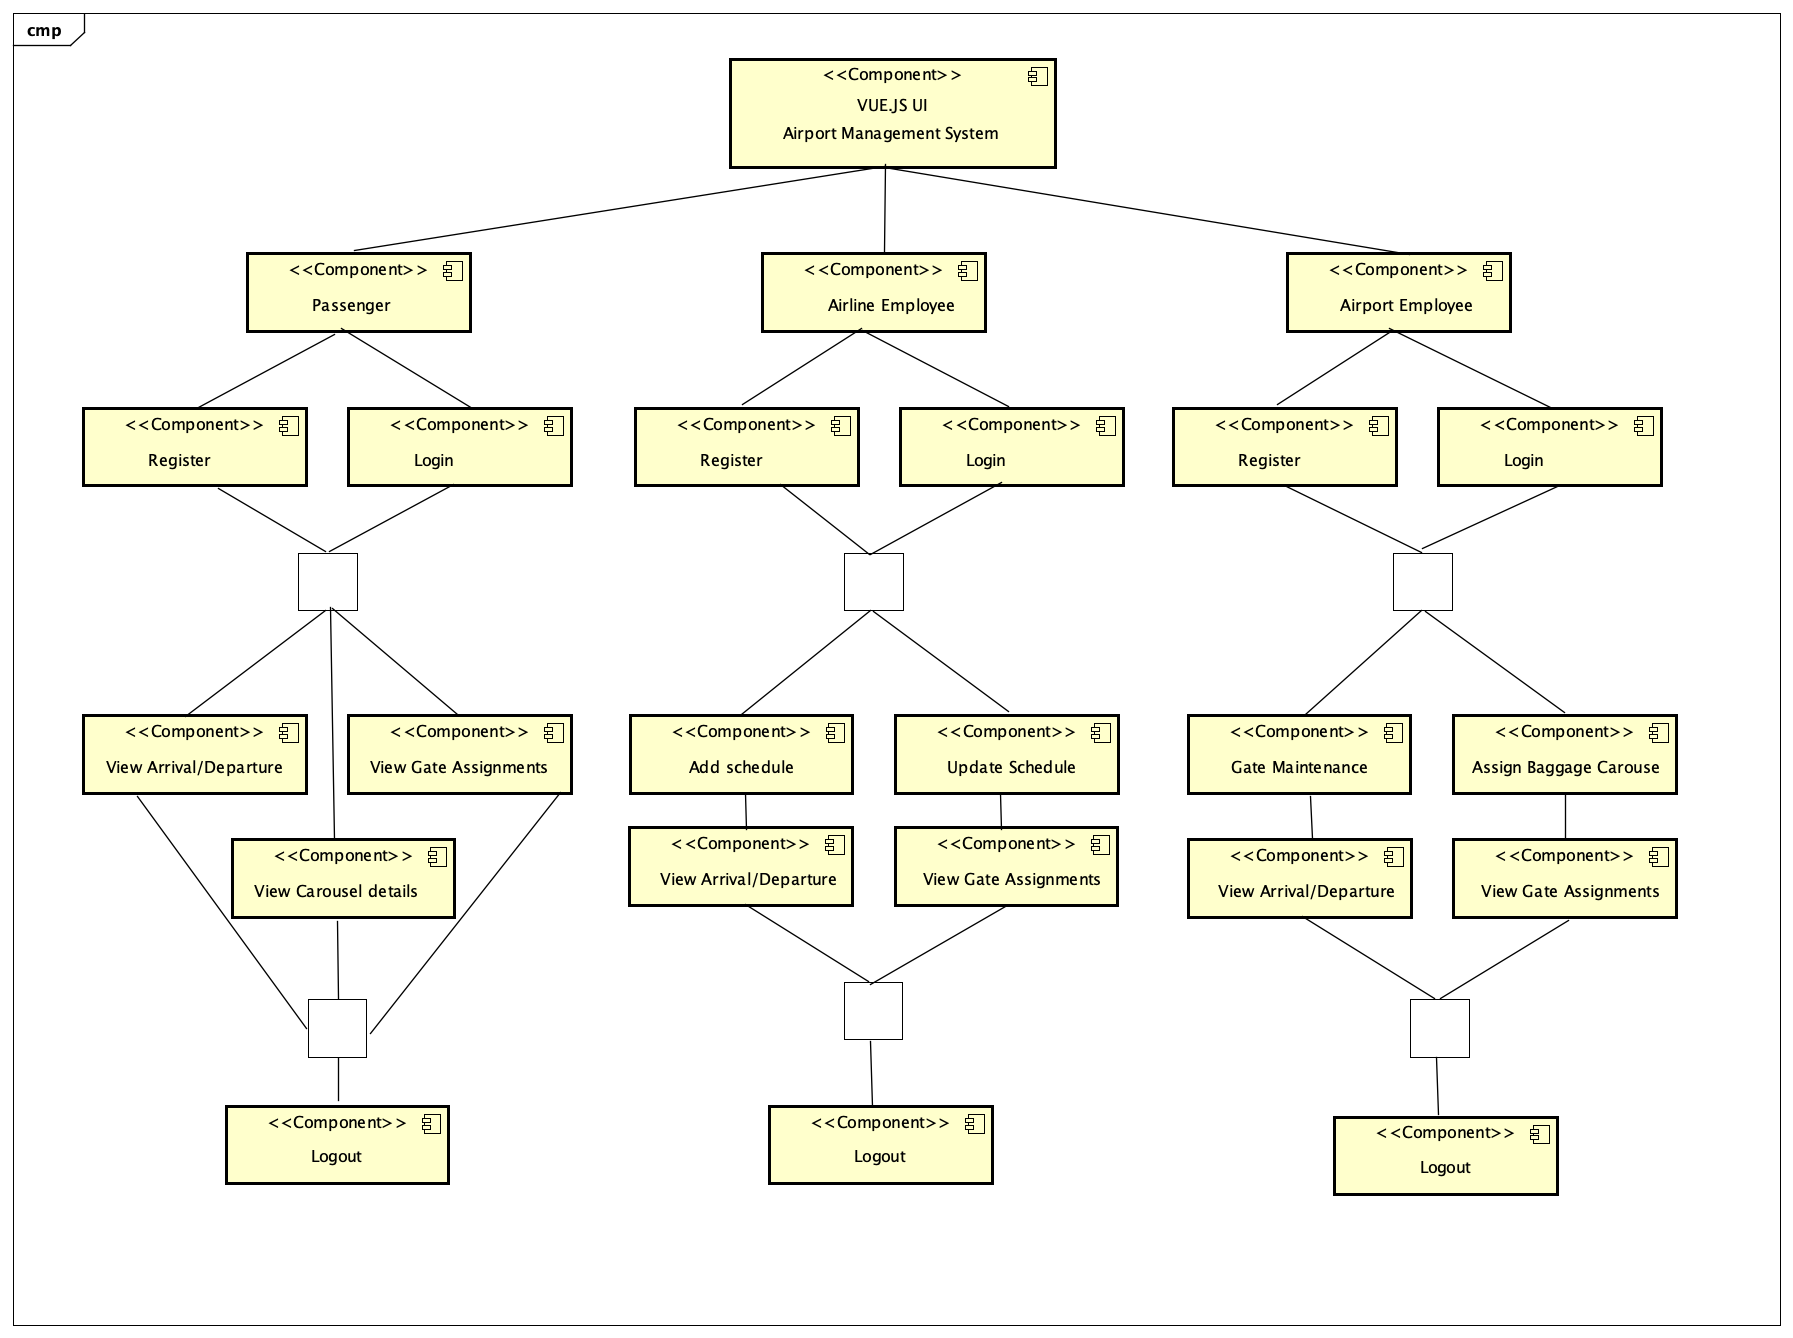 cmp
<<Component>>
VUE.JS UI
Airport Management System
<<Component>>
Passenger
<<Component>>
Airline Employee
<<Component>>
Airport Employee
<<Component>>
Register
<<Component>>
Login
<<Component>>
Register
<<Component>>
Login
<<Component>>
Register
<<Component>>
Login
<<Component>>
View Arrival/Departure
<<Component>>
View Gate Assignments
<<Component>>
Add schedule
<<Component>>
Update Schedule
<<Component>>
Gate Maintenance
<<Component>>
Assign Baggage Carouse
<<Component>>
View Carousel details
<<Component>>
View Arrival/Departure
<<Component>>
View Gate Assignments
<<Component>>
View Arrival/Departure
<<Component>>
View Gate Assignments
<<Component>>
Logout
<<Component>>
Logout
<<Component>>
Logout